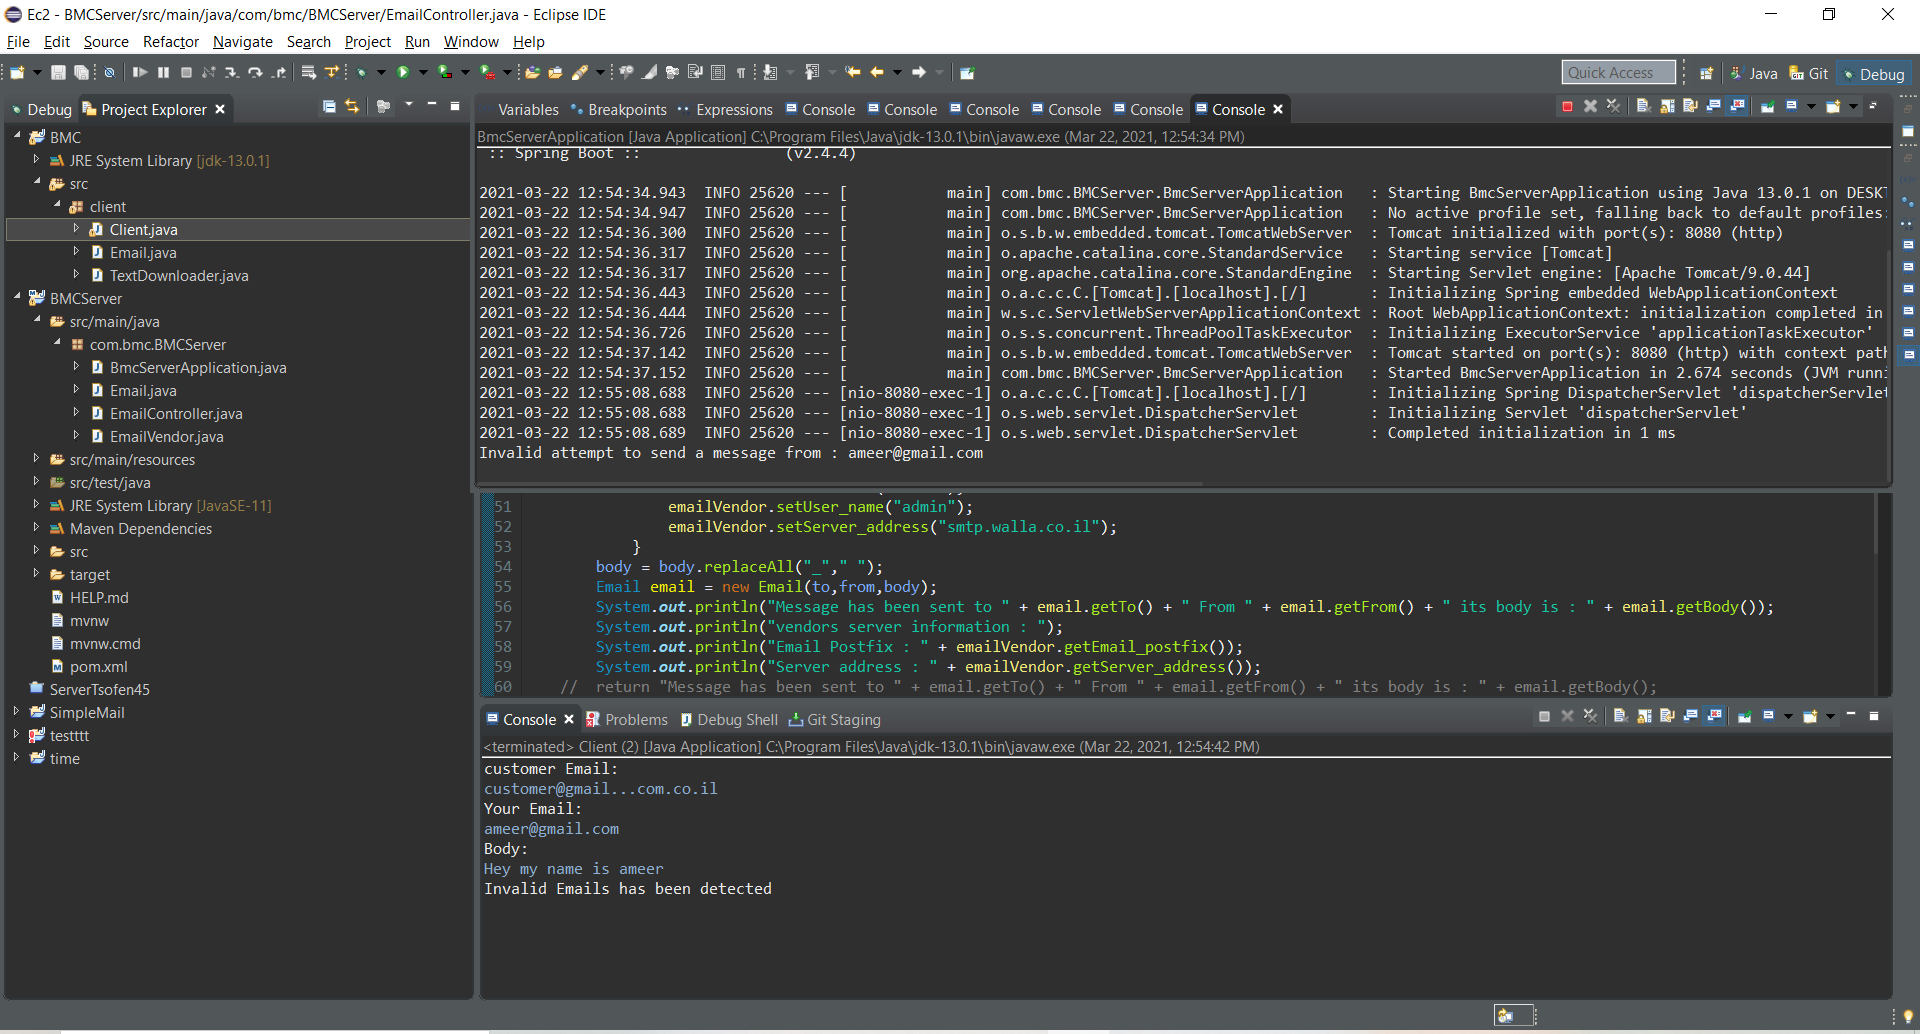 Ec2 - BMCServer/src/main/java/com/bmc/BMCServer/EmailController.java - Eclipse IDE
File Edit Source Refactor Navigate Search Project Run Window Help
Quick Access Java Git Debug
Debug Project Explorer
BMC
JRE System Library [jdk-13.0.1]
src
client
Client.java
Email.java
TextDownloader.java
BMCServer
src/main/java
com.bmc.BMCServer
BmcServerApplication.java
Email.java
EmailController.java
EmailVendor.java
src/main/resources
src/test/java
JRE System Library [JavaSE-11]
Maven Dependencies
src
target
HELP.md
mvnw
mvnw.cmd
pom.xml
ServerTsofen45
SimpleMail
testttt
time
Variables Breakpoints Expressions Console Console Console Console Console Console
BmcServerApplication [Java Application] C:\Program Files\Java\jdk-13.0.1\bin\javaw.exe (Mar 22, 2021, 12:54:34 PM)
:: Spring Boot :: (v2.4.4)
2021-03-22 12:54:34.943 INFO 25620 --- [ main] com.bmc.BMCServer.BmcServerApplication : Starting BmcServerApplication using Java 13.0.1 on DESKT
2021-03-22 12:54:34.947 INFO 25620 --- [ main] com.bmc.BMCServer.BmcServerApplication : No active profile set, falling back to default profiles:
2021-03-22 12:54:36.300 INFO 25620 --- [ main] o.s.b.w.embedded.tomcat.TomcatWebServer : Tomcat initialized with port(s): 8080 (http)
2021-03-22 12:54:36.317 INFO 25620 --- [ main] o.apache.catalina.core.StandardService : Starting service [Tomcat]
2021-03-22 12:54:36.317 INFO 25620 --- [ main] org.apache.catalina.core.StandardEngine : Starting Servlet engine: [Apache Tomcat/9.0.44]
2021-03-22 12:54:36.443 INFO 25620 --- [ main] o.a.c.c.C.[Tomcat].[localhost].[/] : Initializing Spring embedded WebApplicationContext
2021-03-22 12:54:36.444 INFO 25620 --- [ main] w.s.c.ServletWebServerApplicationContext : Root WebApplicationContext: initialization completed in
2021-03-22 12:54:36.726 INFO 25620 --- [ main] o.s.s.concurrent.ThreadPoolTaskExecutor : Initializing ExecutorService 'applicationTaskExecutor'
2021-03-22 12:54:37.142 INFO 25620 --- [ main] o.s.b.w.embedded.tomcat.TomcatWebServer : Tomcat started on port(s): 8080 (http) with context path
2021-03-22 12:54:37.152 INFO 25620 --- [ main] com.bmc.BMCServer.BmcServerApplication : Started BmcServerApplication in 2.674 seconds (JVM runni
2021-03-22 12:55:08.688 INFO 25620 --- [nio-8080-exec-1] o.a.c.c.C.[Tomcat].[localhost].[/] : Initializing Spring DispatcherServlet 'dispatcherServlet
2021-03-22 12:55:08.688 INFO 25620 --- [nio-8080-exec-1] o.s.web.servlet.DispatcherServlet : Initializing Servlet 'dispatcherServlet'
2021-03-22 12:55:08.689 INFO 25620 --- [nio-8080-exec-1] o.s.web.servlet.DispatcherServlet : Completed initialization in 1 ms
Invalid attempt to send a message from : ameer@gmail.com
51 emailVendor.setUser_name("admin");
52 emailVendor.setServer_address("smtp.walla.co.il");
53 }
54 body = body.replaceAll("_"," ");
55 Email email = new Email(to,from,body);
56 System.out.println("Message has been sent to " + email.getTo() + " From " + email.getFrom() + " its body is : " + email.getBody());
57 System.out.println("vendors server information : ");
58 System.out.println("Email Postfix : " + emailVendor.getEmail_postfix());
59 System.out.println("Server address : " + emailVendor.getServer_address());
60 // return "Message has been sent to " + email.getTo() + " From " + email.getFrom() + " its body is : " + email.getBody();
Console Problems Debug Shell Git Staging
<terminated> Client (2) [Java Application] C:\Program Files\Java\jdk-13.0.1\bin\javaw.exe (Mar 22, 2021, 12:54:42 PM)
customer Email:
customer@gmail...com.co.il
Your Email:
ameer@gmail.com
Body:
Hey my name is ameer
Invalid Emails has been detected